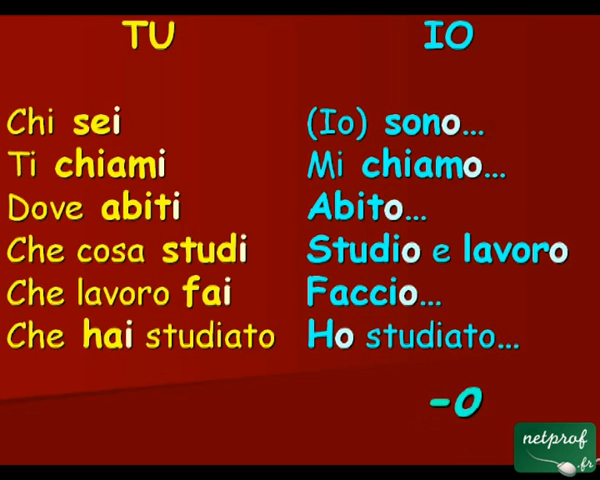 TU IO
Chi sei (Io) sono...
Ti chiami Mi chiamo...
Dove abiti Abito...
Che cosa studi Studio e lavoro
Che lavoro fai Faccio...
Che hai studiato Ho studiato...
-o
netprof
.fr